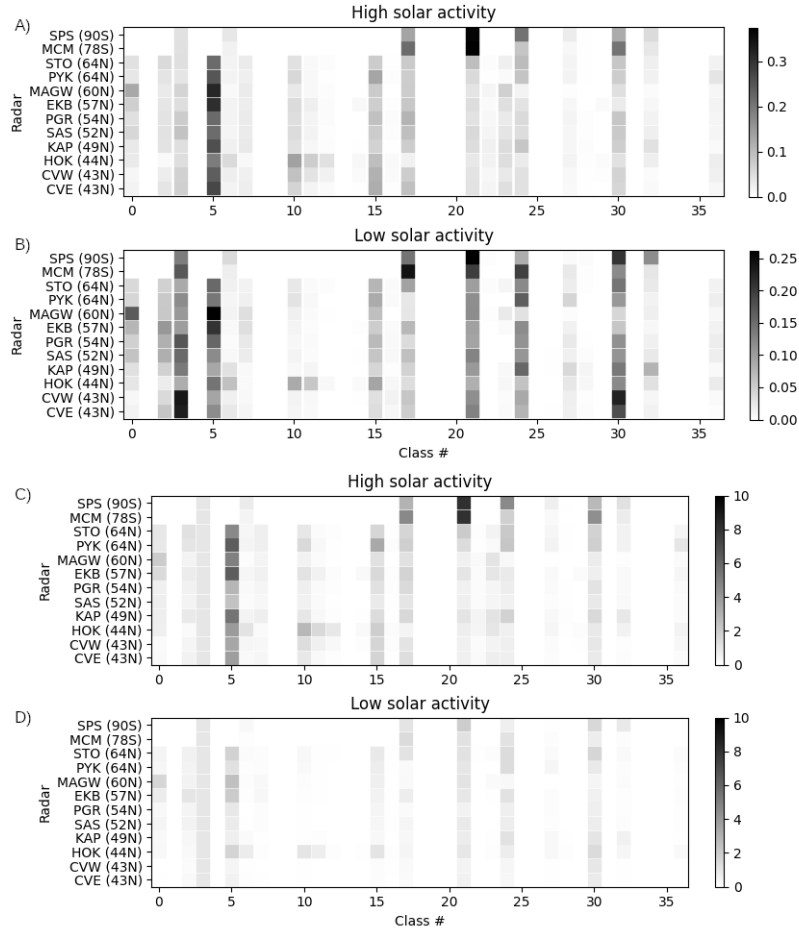 A)
High solar activity
Radar
SPS (90S)
MCM (78S)
STO (64N)
PYK (64N)
MAGW (60N)
EKB (57N)
PGR (54N)
SAS (52N)
KAP (49N)
HOK (44N)
CVW (43N)
CVE (43N)
0 5 10 15 20 25 30 35
0.3
0.2
0.1
0.0
B)
Low solar activity
Radar
SPS (90S)
MCM (78S)
STO (64N)
PYK (64N)
MAGW (60N)
EKB (57N)
PGR (54N)
SAS (52N)
KAP (49N)
HOK (44N)
CVW (43N)
CVE (43N)
0 5 10 15 20 25 30 35
Class #
0.25
0.20
0.15
0.10
0.05
0.00
C)
High solar activity
Radar
SPS (90S)
MCM (78S)
STO (64N)
PYK (64N)
MAGW (60N)
EKB (57N)
PGR (54N)
SAS (52N)
KAP (49N)
HOK (44N)
CVW (43N)
CVE (43N)
0 5 10 15 20 25 30 35
10
8
6
4
2
0
D)
Low solar activity
Radar
SPS (90S)
MCM (78S)
STO (64N)
PYK (64N)
MAGW (60N)
EKB (57N)
PGR (54N)
SAS (52N)
KAP (49N)
HOK (44N)
CVW (43N)
CVE (43N)
0 5 10 15 20 25 30 35
Class #
10
8
6
4
2
0